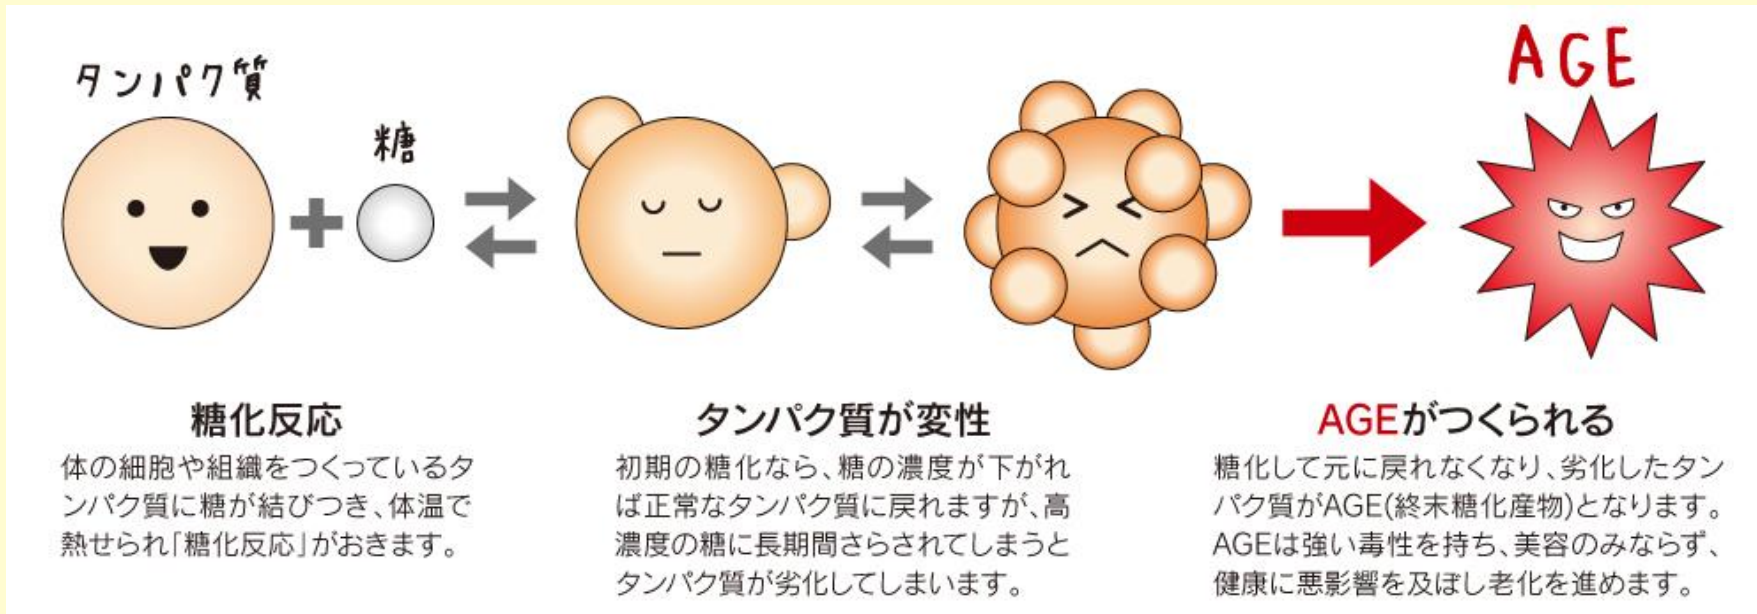 タンパク質
糖
AGE
糖化反応
体の細胞や組織をつくっているタ
ンパク質に糖が結びつき、体温で
熱せられ「糖化反応」がおきます。
タンパク質が変性
初期の糖化なら、糖の濃度が下がれ
ば正常なタンパク質に戻れますが、高
濃度の糖に長期間さらされてしまうと
タンパク質が劣化してしまいます。
AGEがつくられる
糖化して元に戻れなくなり、劣化したタン
パク質がAGE(終末糖化産物)となります。
AGEは強い毒性を持ち、美容のみならず、
健康に悪影響を及ぼし老化を進めます。